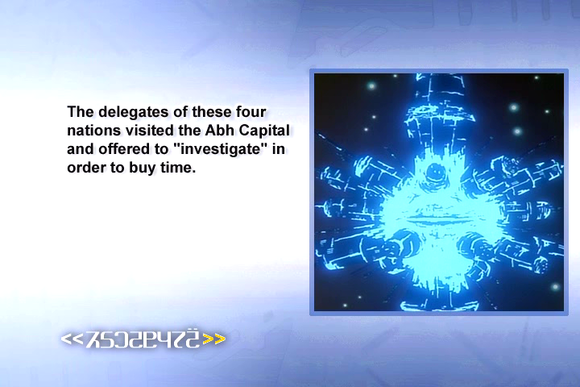 The delegates of these four
nations visited the Abh Capital
and offered to "investigate" in
order to buy time.